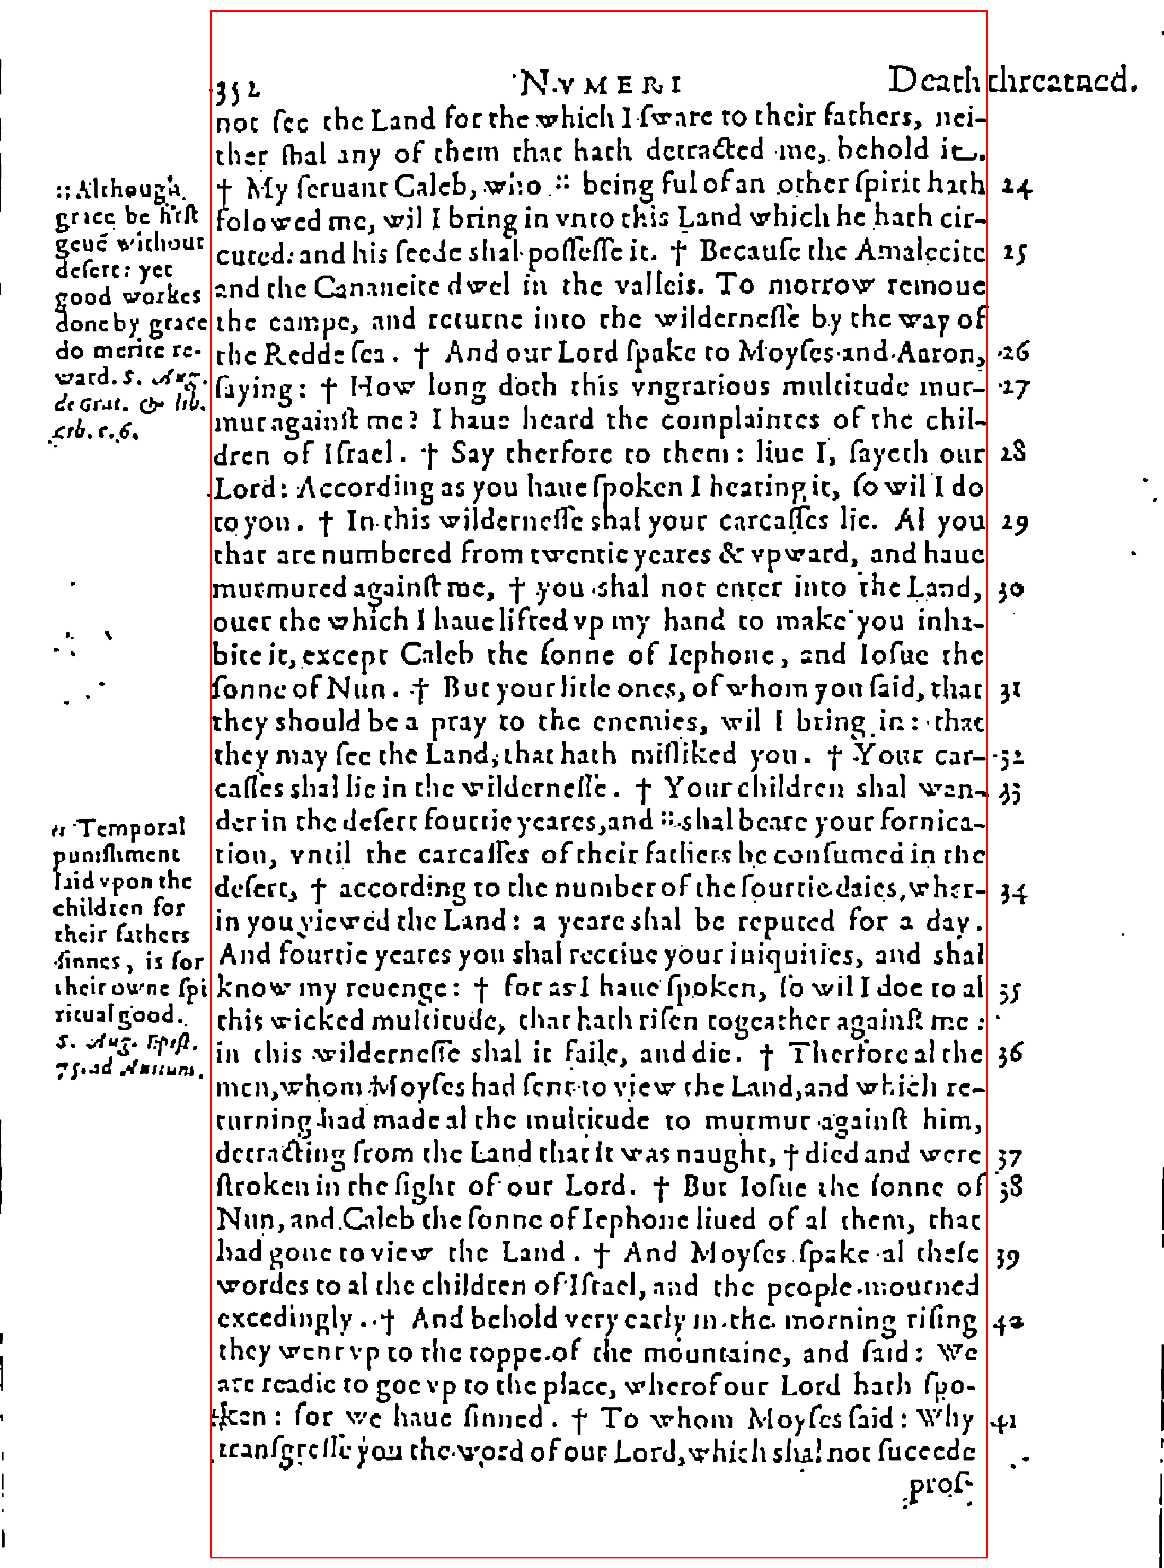 352 NVMERI Death threatned.
not ſee the Land for the which I ſware to their fathers, nei-
ther ſhal any of them that hath detracted me, behold it.
† My ſeruant Caleb, who :: being ful of an other ſpirit hath 24
folowed me, wil I bring in vnto this Land which he hath cir-
cuted: and his ſeede shal poſſeſſe it. † Becauſe the Amalecite 25
and the Cananeite dwel in the valleis. To morrow remoue
the campe, and returne into the wilderneſſe by the way of
the Redde ſea. † And our Lord ſpake to Moyſes and Aaron, 26
ſaying: † How long doth this vngratious multitude mur- 27
mur againſt me? I haue heard the complaintes of the chil-
dren of Iſrael. † Say therfore to them: liue I, ſayeth our 28
Lord: According as you haue ſpoken I hearing it, ſo wil I do
to you. † In this wilderneſſe shal your carcaſſes lie. Al you 29
that are numbered from twentie yeares & vpward, and haue
murmured againſt me, † you shal not enter into the Land, 30
ouer the which I haue lifted vp my hand to make you inha-
bite it, except Caleb the ſonne of Iephone, and Ioſue the
ſonne of Nun. † But your litle ones, of whom you ſaid, that 31
they should be a pray to the enemies, wil I bring in: that
they may ſee the Land, that hath miſliked you. † Your car- 32
caſſes shal lie in the wilderneſſe. † Your children shal wan- 33
der in the deſert fourtie yeares, and :: shal beare your fornica-
tion, vntil the carcaſſes of their fathers be conſumed in the
deſert, † according to the number of the fourtie daies, wher- 34
in you viewed the Land: a yeare shal be reputed for a day.
And fourtie yeares you shal receiue your iniquities, and shal
know my reuenge: † for as I haue ſpoken, ſo wil I doe to al 35
this wicked multitude, that hath riſen togeather againſt me:
in this wilderneſſe shal it faile, and die. † Therfore al the 36
men, whom Moyſes had ſent to view the Land, and which re-
turning had made al the multitude to murmur againſt him,
detracting from the Land that it was naught, † died and were 37
ſtroken in the ſight of our Lord. † But Ioſue the ſonne of 38
Nun, and Caleb the ſonne of Iephone liued of al them, that
had gone to view the Land. † And Moyſes ſpake al theſe 39
wordes to al the children of Iſrael, and the people mourned
excedingly. † And behold very early in the morning riſing 40
they went vp to the toppe of the mountaine, and ſaid: We
are readie to goe vp to the place, wherof our Lord hath ſpo-
ken: for we haue ſinned. † To whom Moyſes ſaid: Why 41
tranſgreſſe you the word of our Lord, which shal not ſuccede
proſ-
:: Although
grace be firſt
geuē without
deſert: yet
good workes
done by grace
do merite re-
ward. S. Aug.
de Grat. & lib.
arb. c. 6.
:: Temporal
puniſhment
laid vpon the
children for
their fathers
ſinnes, is for
their owne ſpi
ritual good.
S. Aug. Epiſt.
75. ad Auxum.